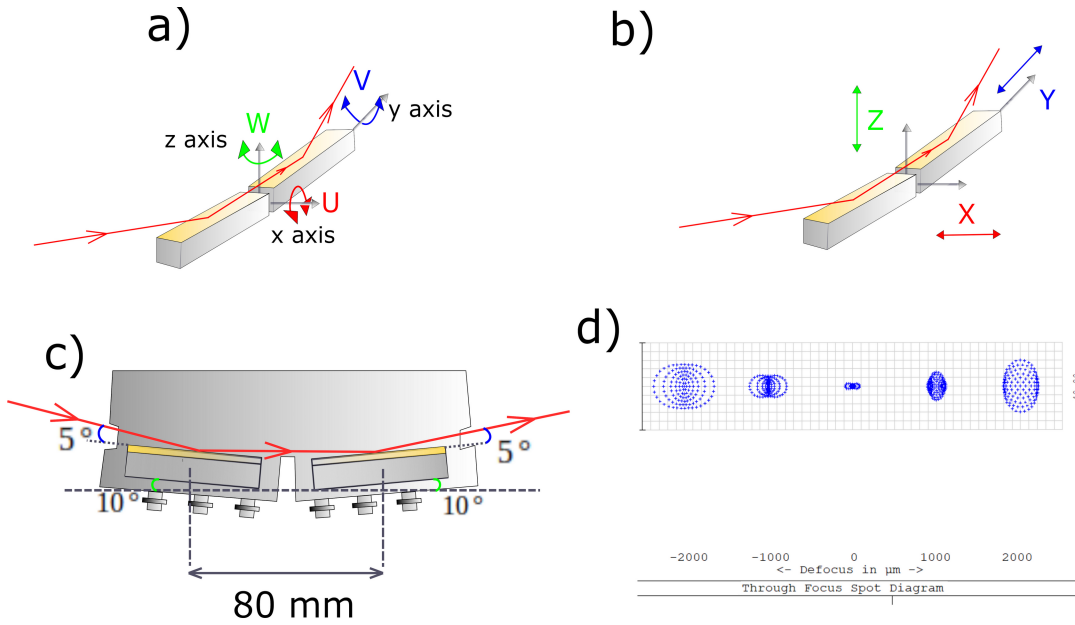 a)
V
y axis
W
z axis
U
x axis
b)
Z
Y
X
c)
5°
5°
10°
10°
80 mm
d)
-2000 -1000 0 1000 2000
<- Defocus in µm ->
Through Focus Spot Diagram